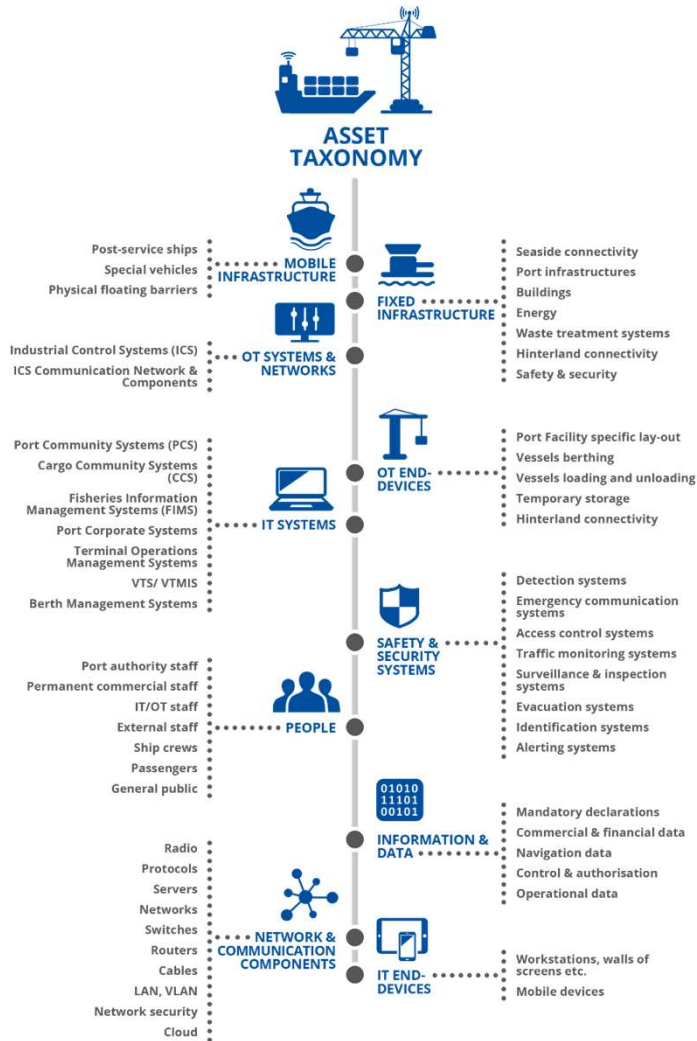 ASSET
TAXONOMY
MOBILE
INFRASTRUCTURE
Post-service ships
Special vehicles
Physical floating barriers
FIXED
INFRASTRUCTURE
Seaside connectivity
Port infrastructures
Buildings
Energy
Waste treatment systems
Hinterland connectivity
Safety & security
OT SYSTEMS &
NETWORKS
Industrial Control Systems (ICS)
ICS Communication Network &
Components
OT END-
DEVICES
Port Facility specific lay-out
Vessels berthing
Vessels loading and unloading
Temporary storage
Hinterland connectivity
IT SYSTEMS
Port Community Systems (PCS)
Cargo Community Systems
(CCS)
Fisheries Information
Management Systems (FIMS)
Port Corporate Systems
Terminal Operations
Management Systems
VTS/ VTMIS
Berth Management Systems
SAFETY &
SECURITY
SYSTEMS
Detection systems
Emergency communication
systems
Access control systems
Traffic monitoring systems
Surveillance & inspection
systems
Evacuation systems
Identification systems
Alerting systems
PEOPLE
Port authority staff
Permanent commercial staff
IT/OT staff
External staff
Ship crews
Passengers
General public
01010
11101
00101
INFORMATION &
DATA
Mandatory declarations
Commercial & financial data
Navigation data
Control & authorisation
Operational data
NETWORK &
COMMUNICATION
COMPONENTS
Radio
Protocols
Servers
Networks
Switches
Routers
Cables
LAN, VLAN
Network security
Cloud
IT END-
DEVICES
Workstations, walls of
screens etc.
Mobile devices